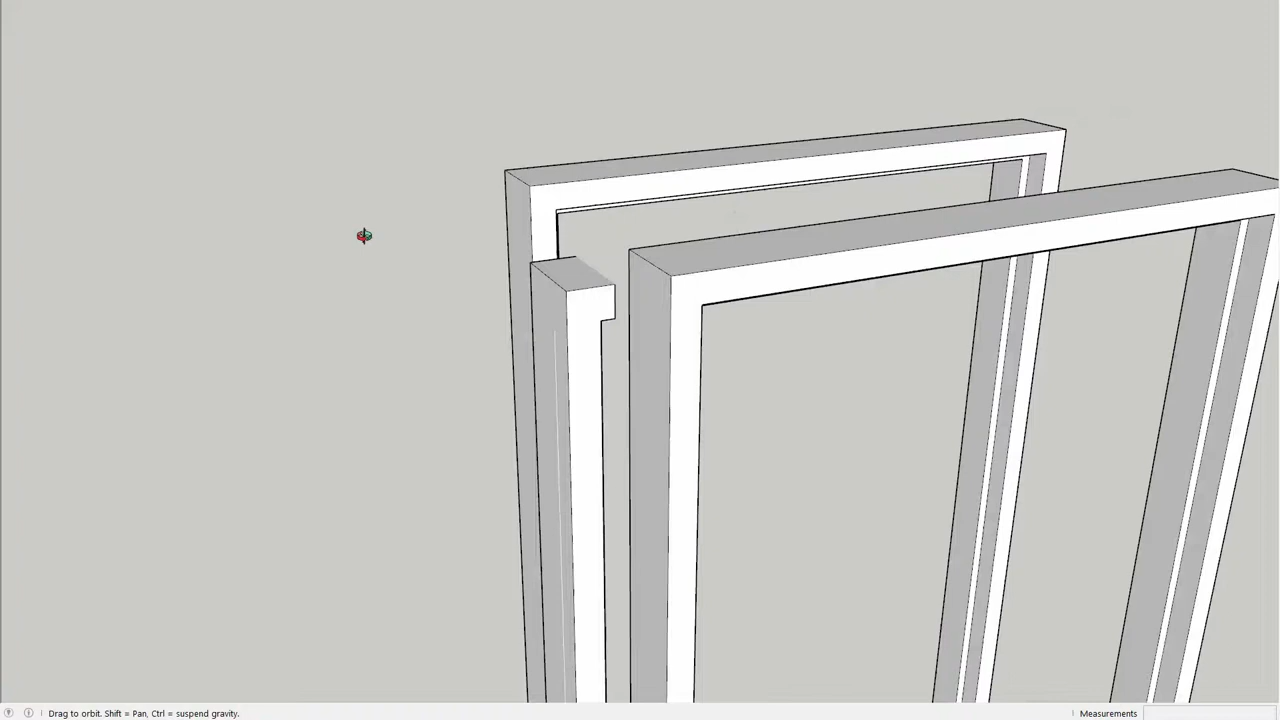 Drag to orbit. Shift = Pan, Ctrl = suspend gravity.
Measurements